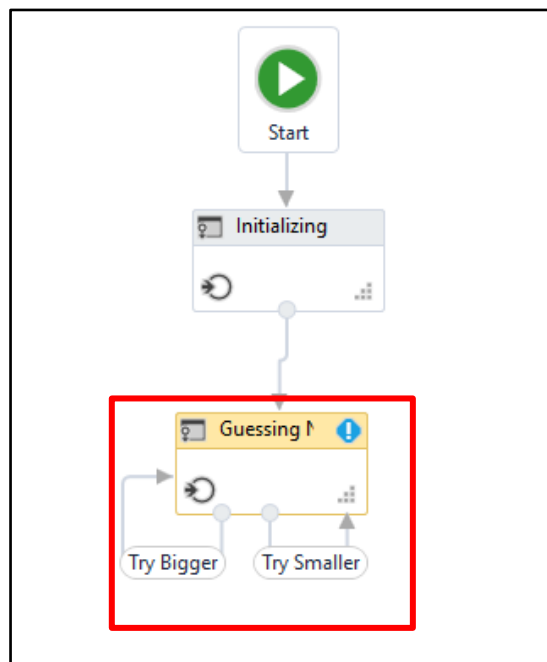 Start
Initializing
Guessing N
Try Bigger
Try Smaller